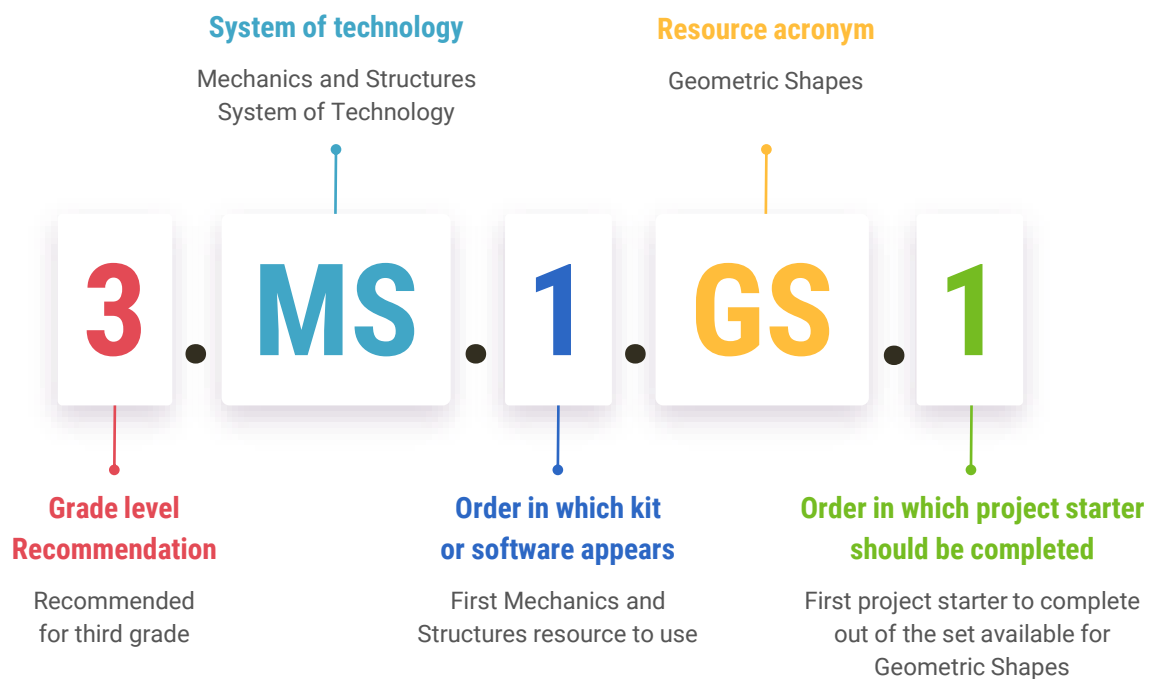 System of technology
Mechanics and Structures
System of Technology
Resource acronym
Geometric Shapes
3.MS.1.GS.1
Grade level
Recommendation
Recommended
for third grade
Order in which kit
or software appears
First Mechanics and
Structures resource to use
Order in which project starter
should be completed
First project starter to complete
out of the set available for
Geometric Shapes